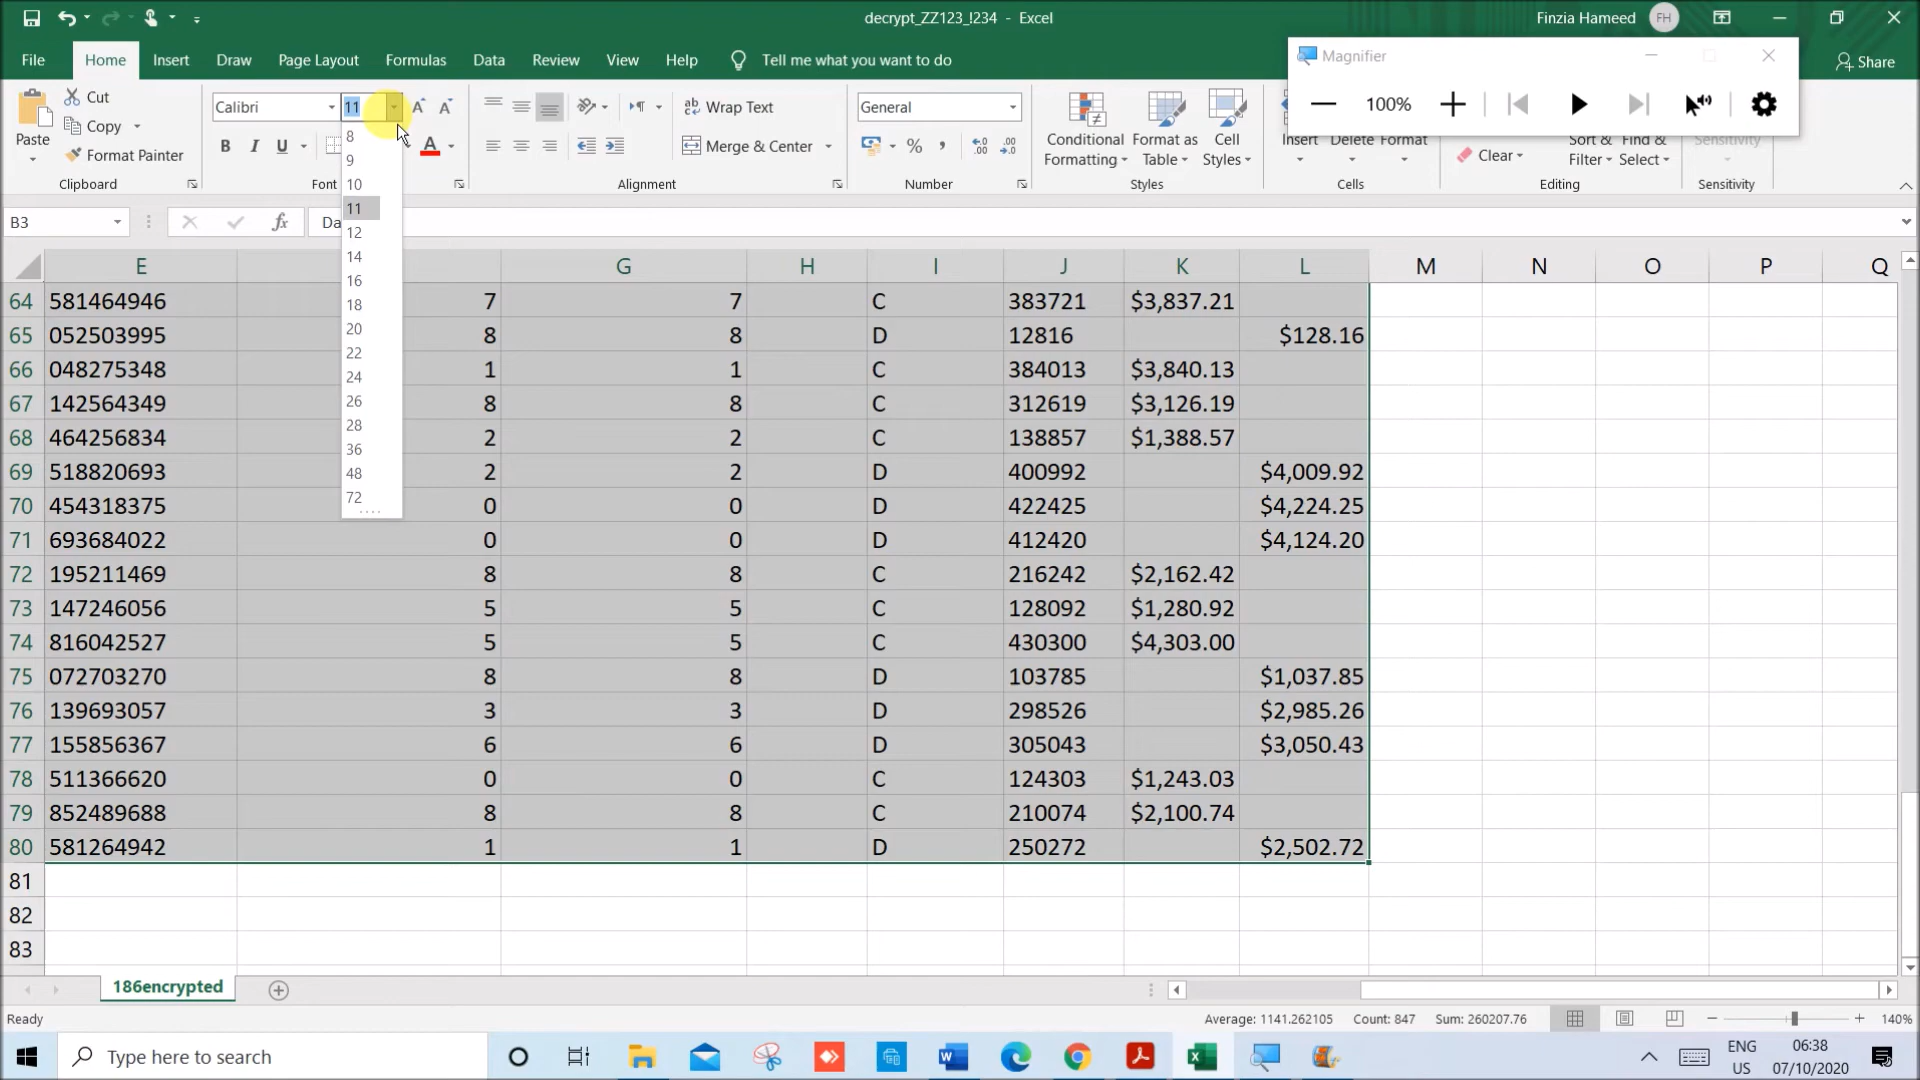 decrypt_ZZ123_!234 - Excel
Finzia Hameed FH
File Home Insert Draw Page Layout Formulas Data Review View Help Tell me what you want to do
Share
Magnifier
100%
Paste
Cut
Copy
Format Painter
Clipboard
Calibri 11
B I U A
Font
Wrap Text
Merge & Center
Alignment
General
%
Number
Conditional Formatting
Format as Table
Cell Styles
Styles
Insert Delete Format
Cells
Clear
Sort & Filter
Find & Select
Editing
Sensitivity
Sensitivity
8
9
10
11
12
14
16
18
20
22
24
26
28
36
48
72
B3 fx Da
E G H I J K L M N O P Q
64 581464946 7 7 C 383721 $3,837.21
65 052503995 8 8 D 12816 $128.16
66 048275348 1 1 C 384013 $3,840.13
67 142564349 8 8 C 312619 $3,126.19
68 464256834 2 2 C 138857 $1,388.57
69 518820693 2 2 D 400992 $4,009.92
70 454318375 0 0 D 422425 $4,224.25
71 693684022 0 0 D 412420 $4,124.20
72 195211469 8 8 C 216242 $2,162.42
73 147246056 5 5 C 128092 $1,280.92
74 816042527 5 5 C 430300 $4,303.00
75 072703270 8 8 D 103785 $1,037.85
76 139693057 3 3 D 298526 $2,985.26
77 155856367 6 6 D 305043 $3,050.43
78 511366620 0 0 C 124303 $1,243.03
79 852489688 8 8 C 210074 $2,100.74
80 581264942 1 1 D 250272 $2,502.72
81
82
83
186encrypted
Ready
Average: 1141.262105 Count: 847 Sum: 260207.76 140%
Type here to search
ENG US
06:38
07/10/2020